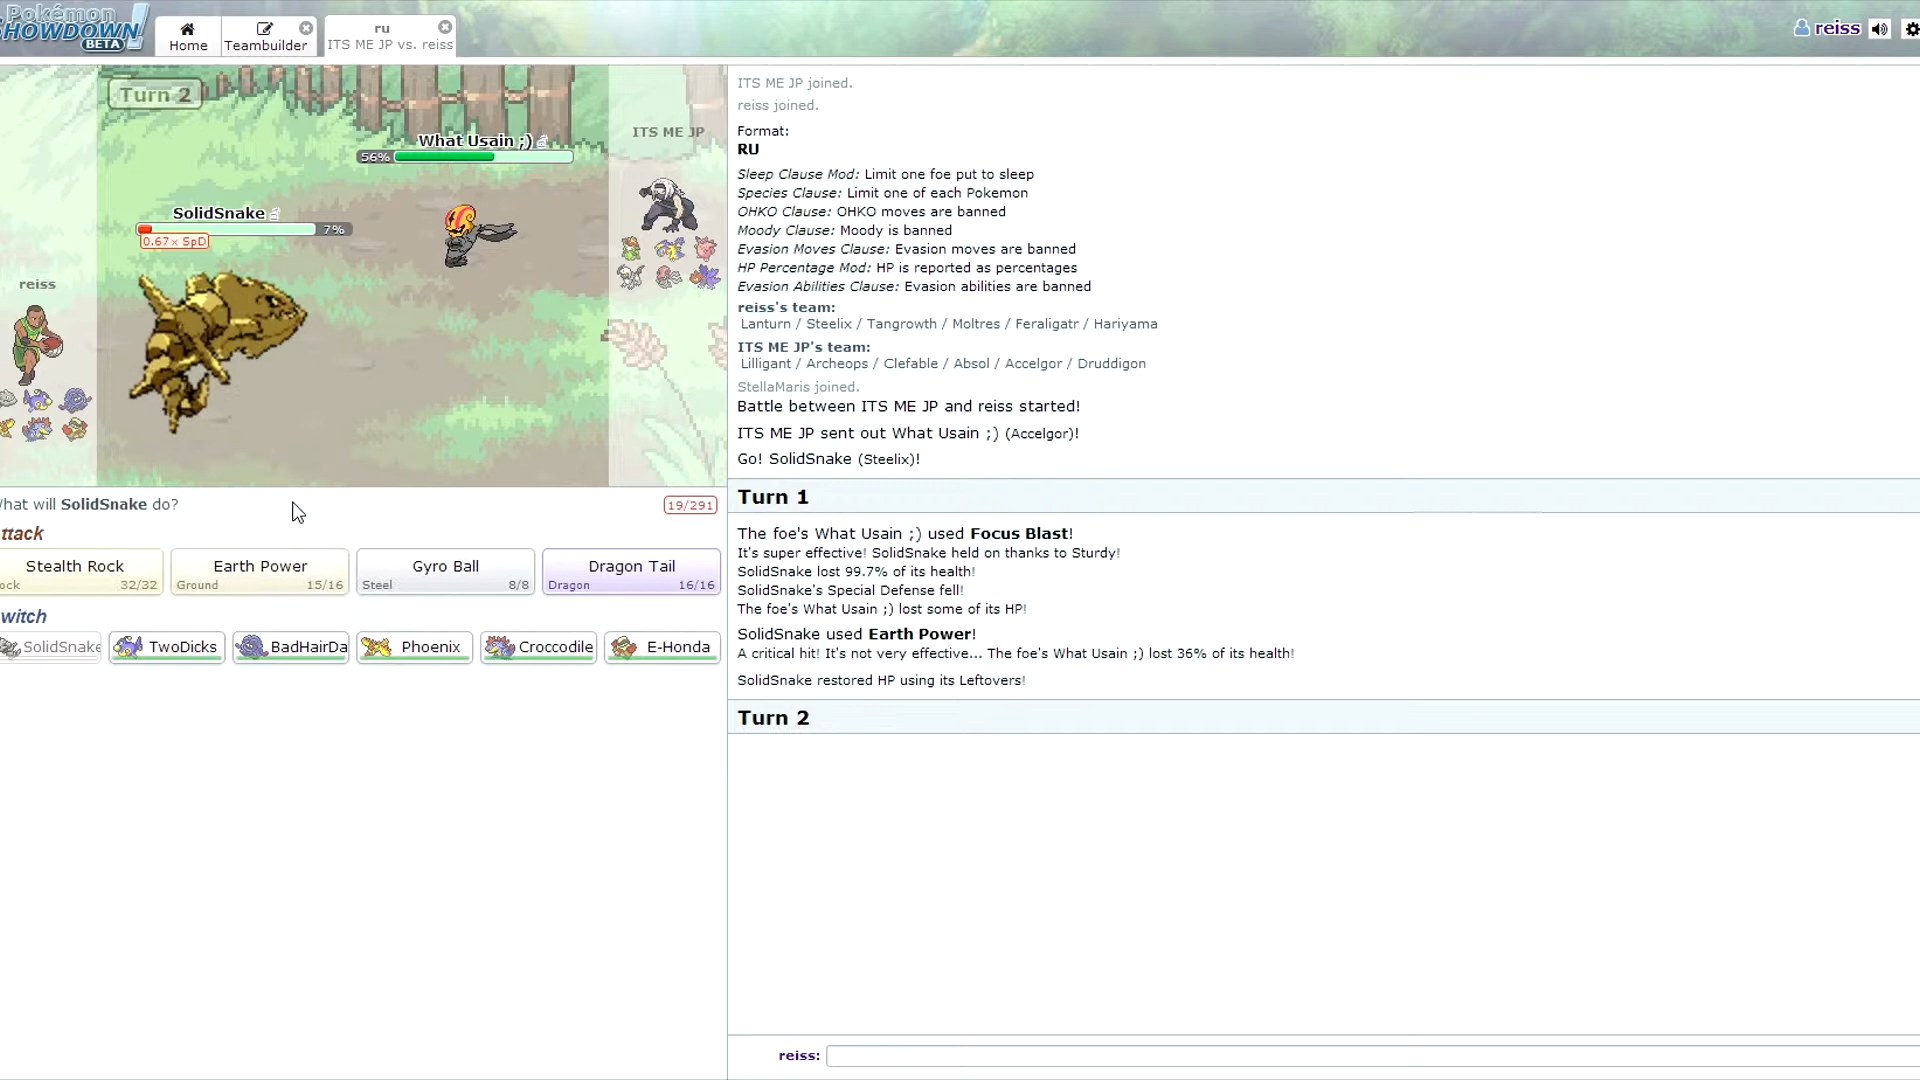 Pokémon
SHOWDOWN!
BETA
Home
Teambuilder
ru
ITS ME JP vs. reiss
reiss
Turn 2
What Usain ;)
56%
SolidSnake
7%
0.67× SpD
ITS ME JP
reiss
hat will SolidSnake do?
19/291
ttack
Stealth Rock
ock 32/32
Earth Power
Ground 15/16
Gyro Ball
Steel 8/8
Dragon Tail
Dragon 16/16
witch
SolidSnake
TwoDicks
BadHairDa
Phoenix
Croccodile
E-Honda
ITS ME JP joined.
reiss joined.
Format:
RU
Sleep Clause Mod: Limit one foe put to sleep
Species Clause: Limit one of each Pokemon
OHKO Clause: OHKO moves are banned
Moody Clause: Moody is banned
Evasion Moves Clause: Evasion moves are banned
HP Percentage Mod: HP is reported as percentages
Evasion Abilities Clause: Evasion abilities are banned
reiss's team:
Lanturn / Steelix / Tangrowth / Moltres / Feraligatr / Hariyama
ITS ME JP's team:
Lilligant / Archeops / Clefable / Absol / Accelgor / Druddigon
StellaMaris joined.
Battle between ITS ME JP and reiss started!
ITS ME JP sent out What Usain ;) (Accelgor)!
Go! SolidSnake (Steelix)!
Turn 1
The foe's What Usain ;) used Focus Blast!
It's super effective! SolidSnake held on thanks to Sturdy!
SolidSnake lost 99.7% of its health!
SolidSnake's Special Defense fell!
The foe's What Usain ;) lost some of its HP!
SolidSnake used Earth Power!
A critical hit! It's not very effective... The foe's What Usain ;) lost 36% of its health!
SolidSnake restored HP using its Leftovers!
Turn 2
reiss: